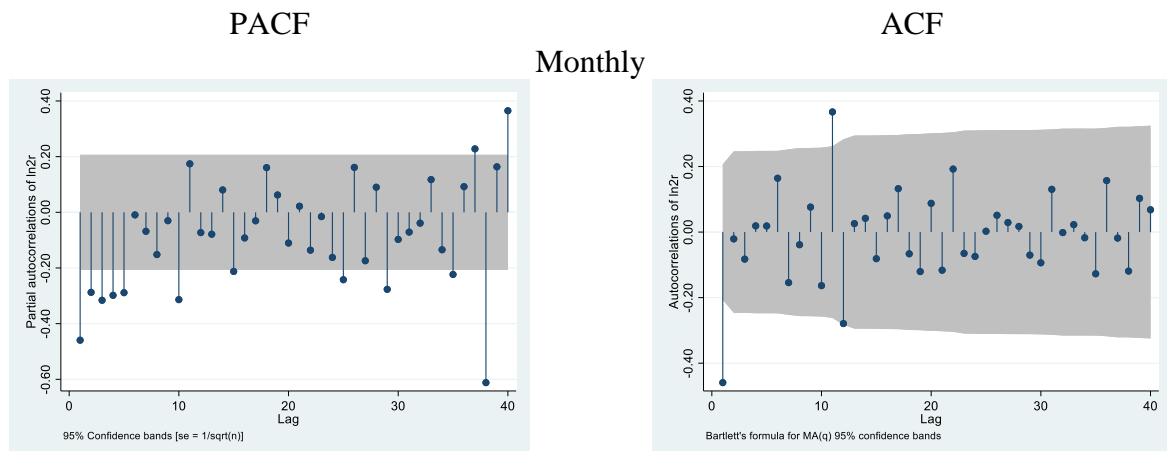 PACF
ACF
Monthly
Partial autocorrelations of ln2r
0.40
0.20
0.00
-0.20
-0.40
-0.60
0
10
20
30
40
Lag
95% Confidence bands [se = 1/sqrt(n)]
Autocorrelations of ln2r
0.40
0.20
0.00
-0.20
-0.40
0
10
20
30
40
Lag
Bartlett's formula for MA(q) 95% confidence bands